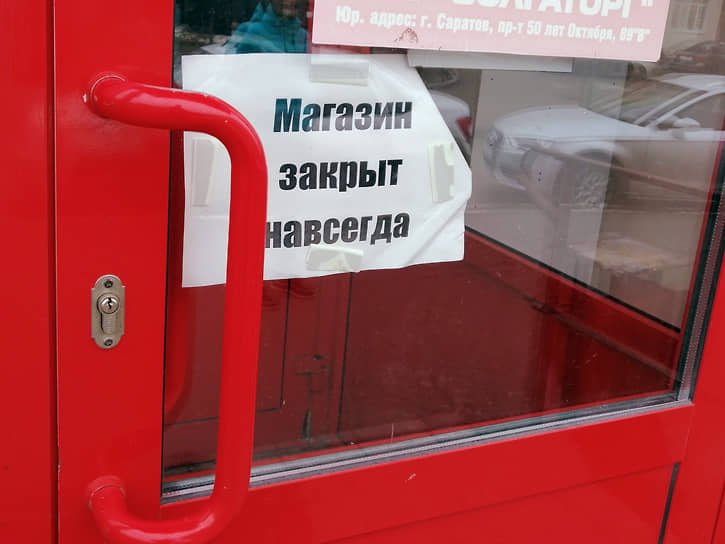 Юр. адрес: г. Саратов, пр-т 50 лет Октября, 89"В"
Магазин
закрыт
навсегда